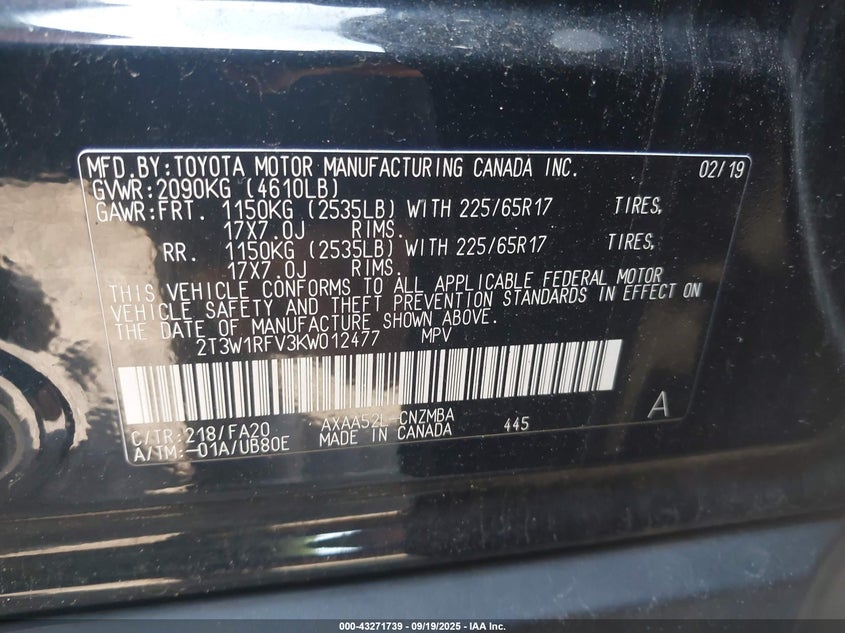 MFD.BY:TOYOTA MOTOR MANUFACTURING CANADA INC. 02/19
GVWR:2090KG (4610LB)
GAWR:FRT. 1150KG (2535LB) WITH 225/65R17 TIRES,
17X7.0J RIMS.
RR. 1150KG (2535LB) WITH 225/65R17 TIRES,
17X7.0J RIMS.
THIS VEHICLE CONFORMS TO ALL APPLICABLE FEDERAL MOTOR
VEHICLE SAFETY AND THEFT PREVENTION STANDARDS IN EFFECT ON
THE DATE OF MANUFACTURE SHOWN ABOVE.
2T3W1RFV3KW012477 MPV
A
C/TR:218/FA20 AXAA52L-CNZMBA 445
A/TM:-01A/UB80E MADE IN CANADA
000-43271739 - 09/19/2025 - IAA Inc.